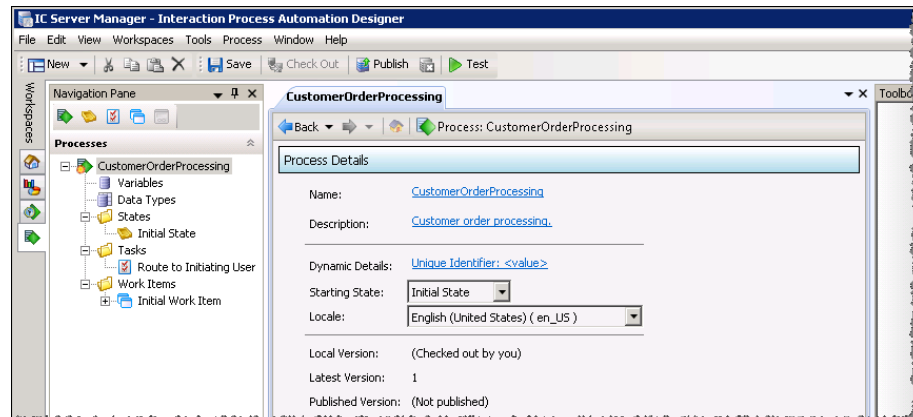 IC Server Manager - Interaction Process Automation Designer
File Edit View Workspaces Tools Process Window Help
New Save Check Out Publish Test
Workspaces
Navigation Pane
Processes
CustomerOrderProcessing
Variables
Data Types
States
Initial State
Tasks
Route to Initiating User
Work Items
Initial Work Item
CustomerOrderProcessing
Back Process: CustomerOrderProcessing
Process Details
Name: CustomerOrderProcessing
Description: Customer order processing.
Dynamic Details: Unique Identifier: <value>
Starting State: Initial State
Locale: English (United States) ( en_US )
Local Version: (Checked out by you)
Latest Version: 1
Published Version: (Not published)